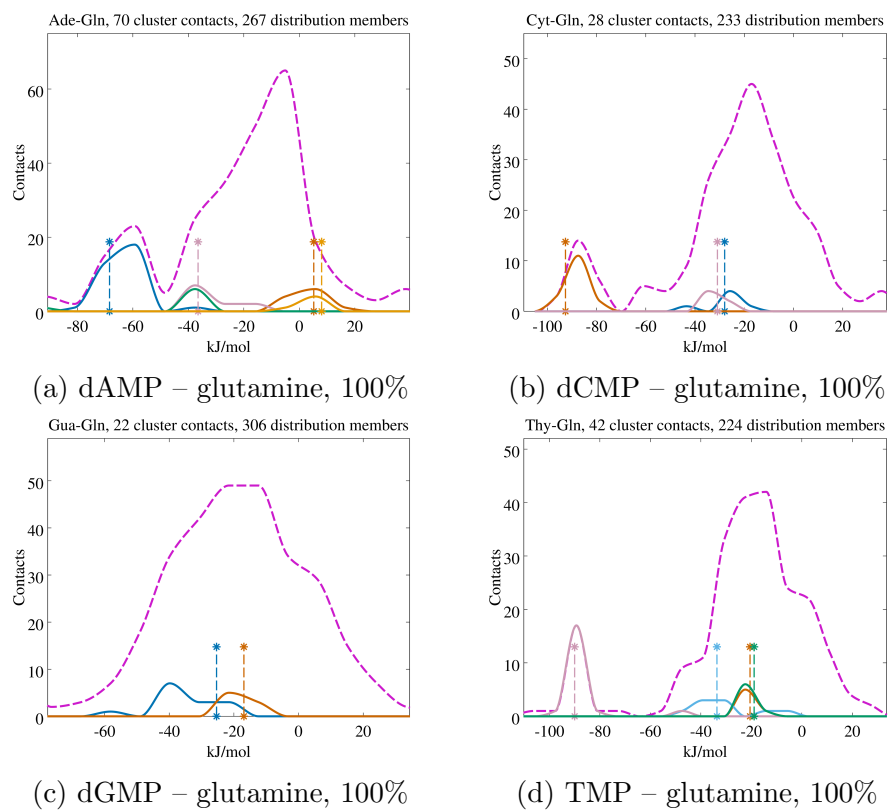 Ade-Gln, 70 cluster contacts, 267 distribution members
Contacts
60
40
20
0
-80 -60 -40 -20 0 20
kJ/mol
(a) dAMP – glutamine, 100%
Cyt-Gln, 28 cluster contacts, 233 distribution members
Contacts
50
40
30
20
10
0
-100 -80 -60 -40 -20 0 20
kJ/mol
(b) dCMP – glutamine, 100%
Gua-Gln, 22 cluster contacts, 306 distribution members
Contacts
50
40
30
20
10
0
-60 -40 -20 0 20
kJ/mol
(c) dGMP – glutamine, 100%
Thy-Gln, 42 cluster contacts, 224 distribution members
Contacts
50
40
30
20
10
0
-100 -80 -60 -40 -20 0 20
kJ/mol
(d) TMP – glutamine, 100%